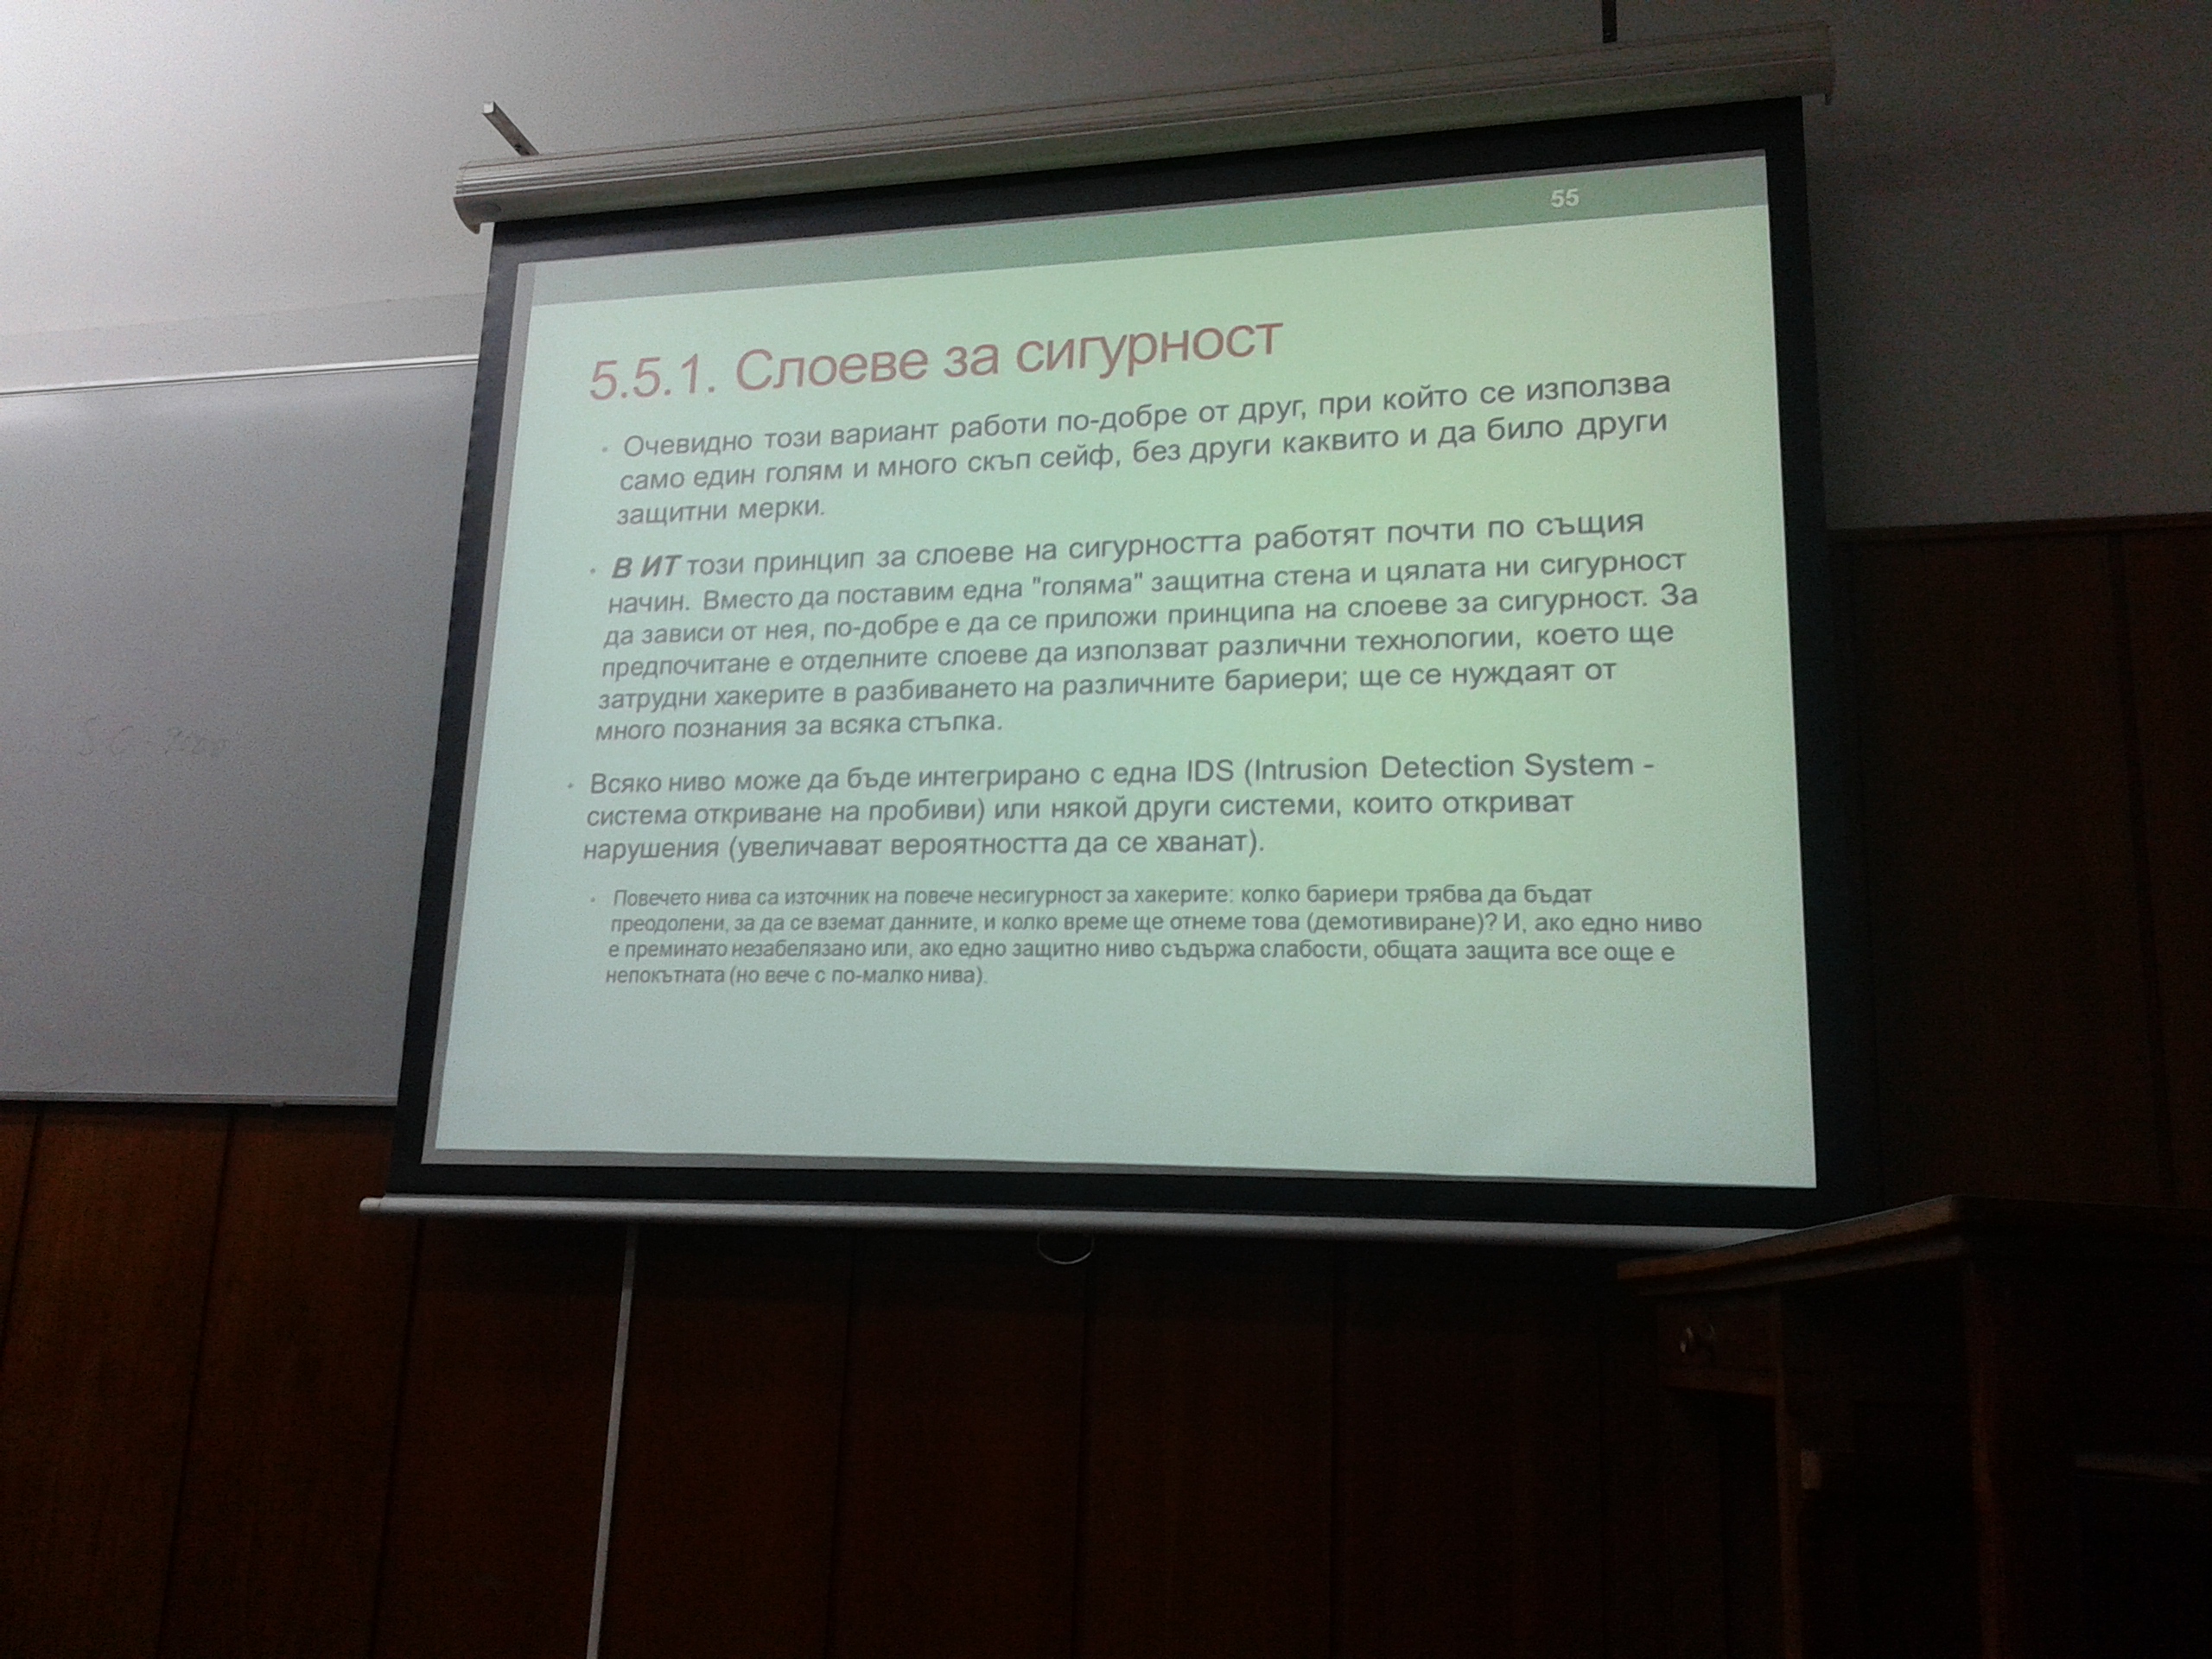 55
5.5.1. Слоеве за сигурност
Очевидно този вариант работи по-добре от друг, при който се използва
само един голям и много скъп сейф, без други каквито и да било други
защитни мерки.
В ИТ този принцип за слоеве на сигурността работят почти по същия
начин. Вместо да поставим една "голяма" защитна стена и цялата ни сигурност
да зависи от нея, по-добре е да се приложи принципа на слоеве за сигурност. За
предпочитане е отделните слоеве да използват различни технологии, което ще
затрудни хакерите в разбиването на различните бариери; ще се нуждаят от
много познания за всяка стъпка.
Всяко ниво може да бъде интегрирано с една IDS (Intrusion Detection System -
система откриване на пробиви) или някой други системи, които откриват
нарушения (увеличават вероятността да се хванат).
Повечето нива са източник на повече несигурност за хакерите: колко бариери трябва да бъдат
преодолени, за да се вземат данните, и колко време ще отнеме това (демотивиране)? И, ако едно ниво
е преминато незабелязано или, ако едно защитно ниво съдържа слабости, общата защита все още е
непокътната (но вече с по-малко нива).